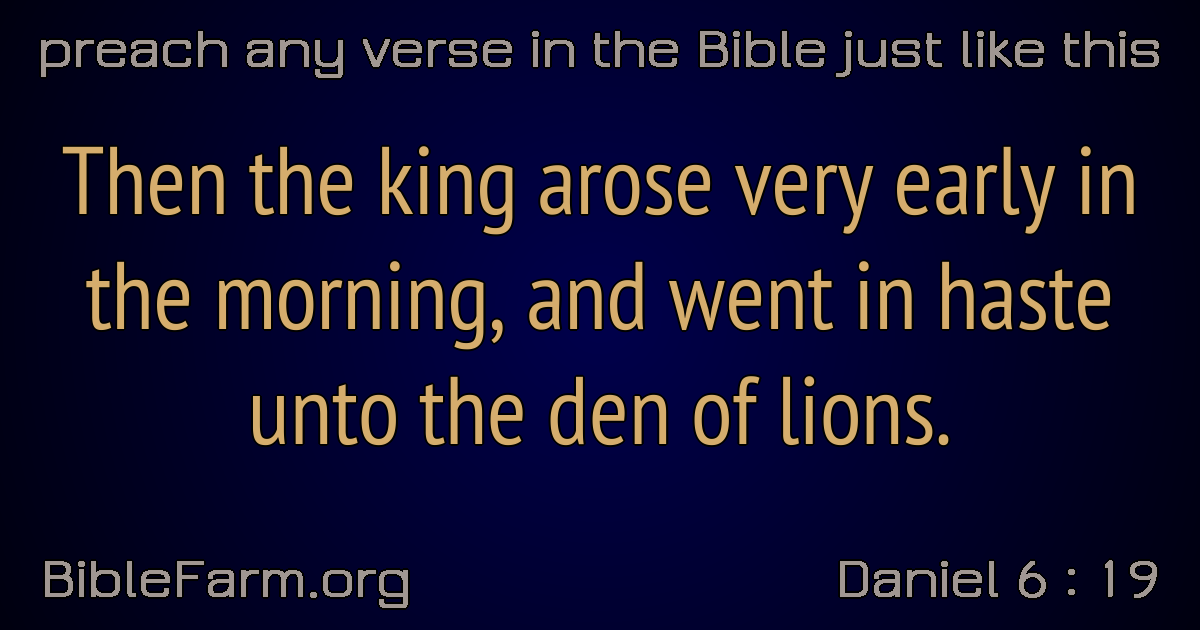 preach any verse in the Bible just like this
Then the king arose very early in
the morning, and went in haste
unto the den of lions.
BibleFarm.org
Daniel 6 : 19